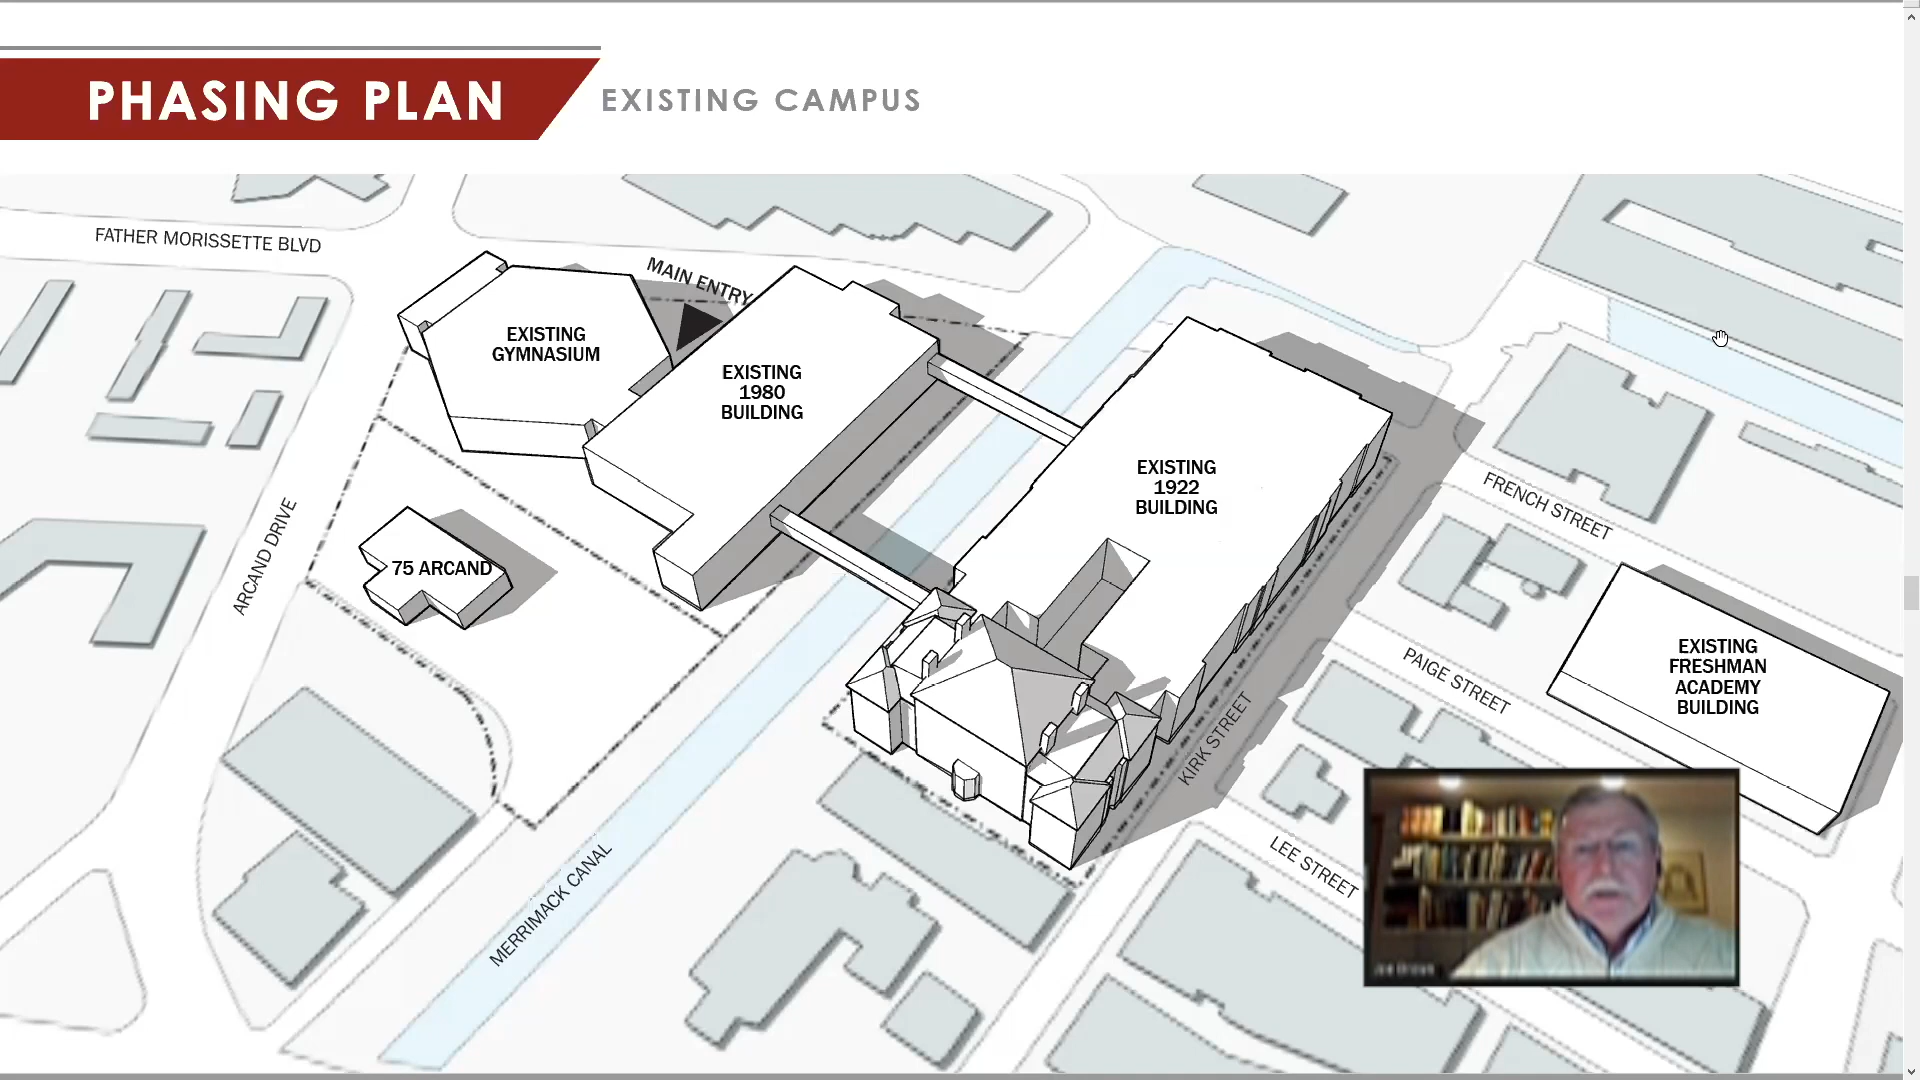 PHASING PLAN
EXISTING CAMPUS
FATHER MORISSETTE BLVD
MAIN ENTRY
EXISTING
GYMNASIUM
EXISTING
1980
BUILDING
EXISTING
1922
BUILDING
FRENCH STREET
75 ARCAND
ARCAND DRIVE
EXISTING
FRESHMAN
ACADEMY
BUILDING
PAIGE STREET
KIRK STREET
LEE STREET
MERRIMACK CANAL